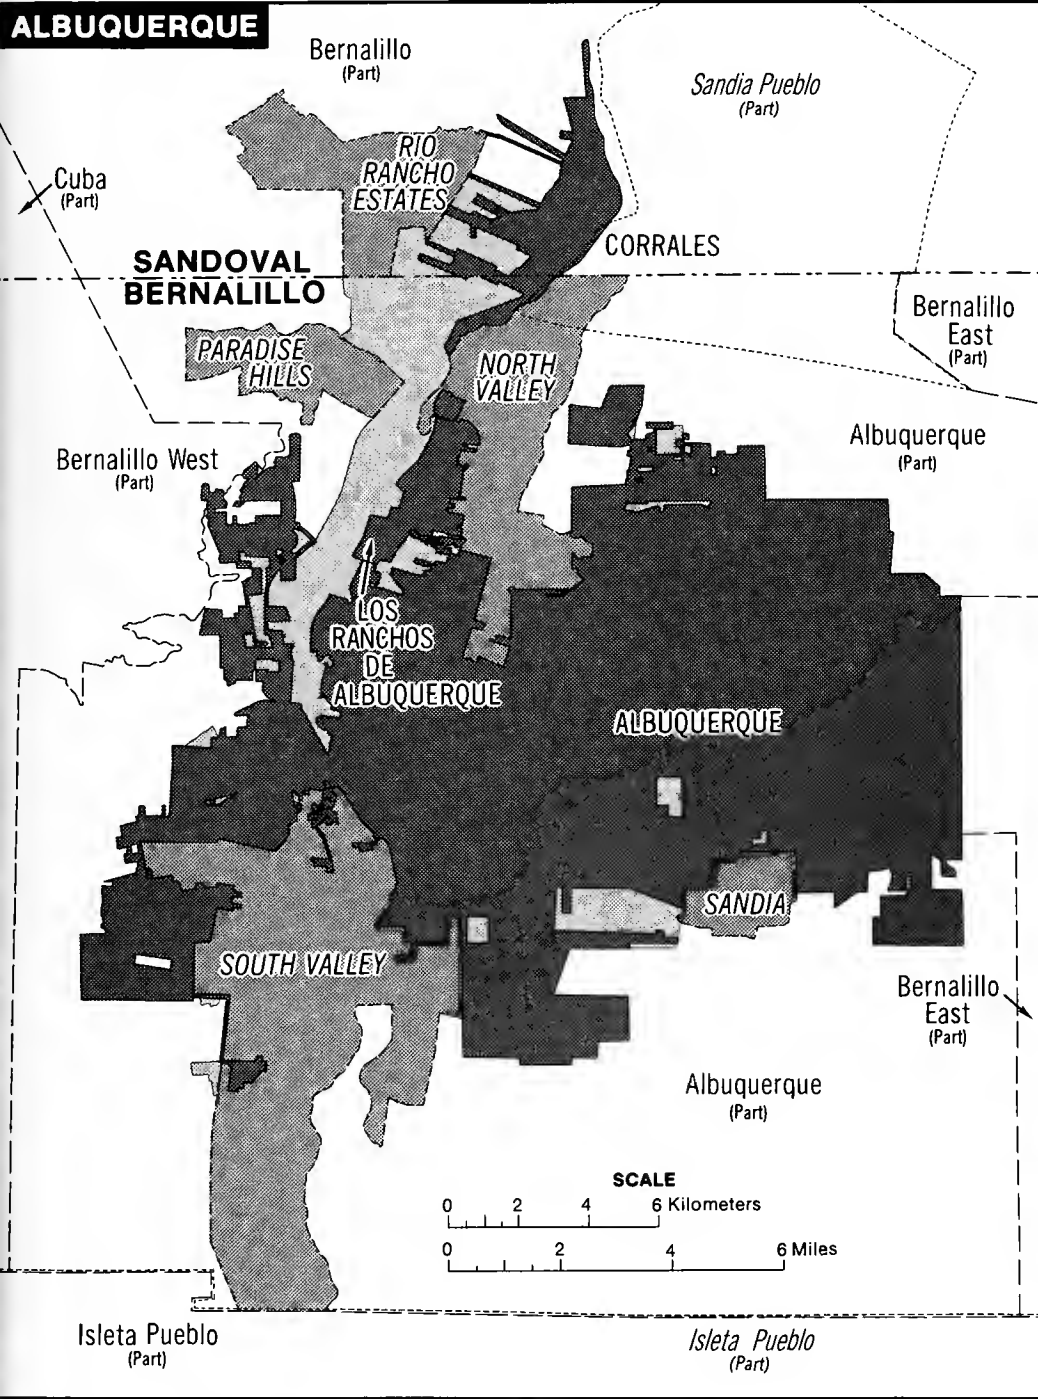 ALBUQUERQUE
Bernalillo
(Part)
Sandia Pueblo
(Part)
RIO
RANCHO
ESTATES
Cuba
(Part)
CORRALES
SANDOVAL
BERNALILLO
Bernalillo
East
(Part)
PARADISE
HILLS
NORTH
VALLEY
Albuquerque
(Part)
Bernalillo West
(Part)
LOS
RANCHOS
DE
ALBUQUERQUE
ALBUQUERQUE
SANDIA
SOUTH VALLEY
Bernalillo
East
(Part)
Albuquerque
(Part)
SCALE
0 2 4 6 Kilometers
0 2 4 6 Miles
Isleta Pueblo
(Part)
Isleta Pueblo
(Part)